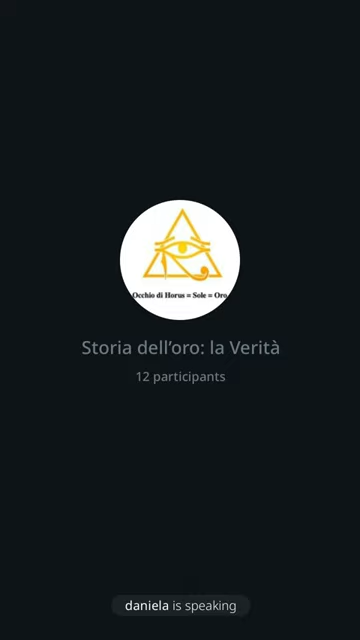 Occhio di Horus = Sole = Oro
Storia dell’oro: la Verità
12 participants
daniela is speaking